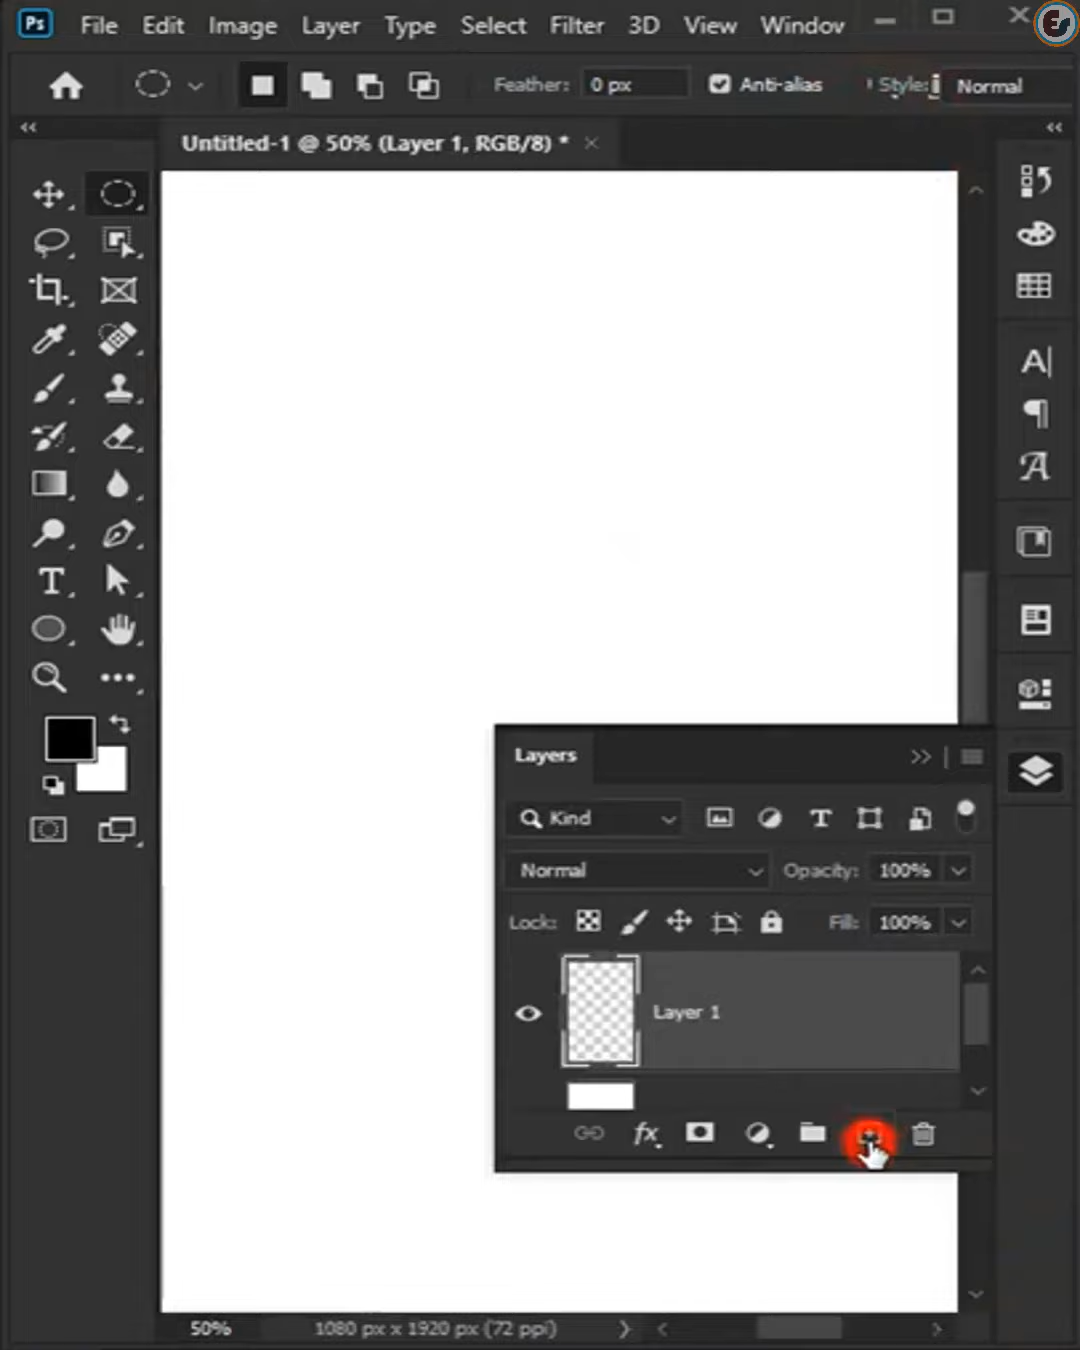 Ps File Edit Image Layer Type Select Filter 3D View Window
Feather: 0 px Anti-alias Style: Normal
Untitled-1 @ 50% (Layer 1, RGB/8) *
Layers
Kind
Normal Opacity: 100%
Lock: Fill: 100%
Layer 1
fx
50% 1080 px x 1920 px (72 ppi)